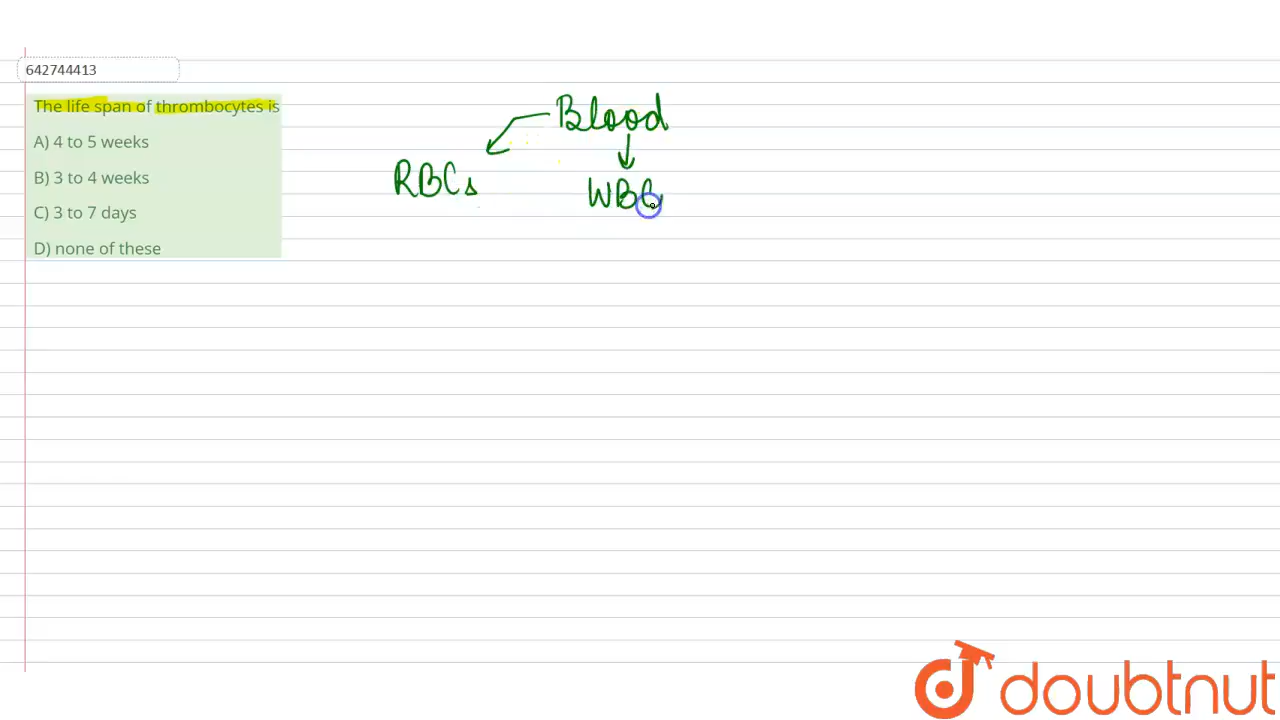 642744413
The life span of thrombocytes is
A) 4 to 5 weeks
B) 3 to 4 weeks
C) 3 to 7 days
D) none of these
Blood
RBCs
WBC
doubtnut